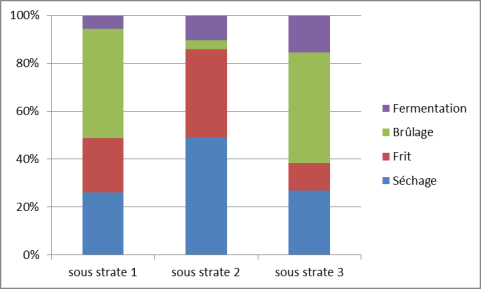 100%
80%
60%
40%
20%
0%
sous strate 1
sous strate 2
sous strate 3
Fermentation
Brûlage
Frit
Séchage